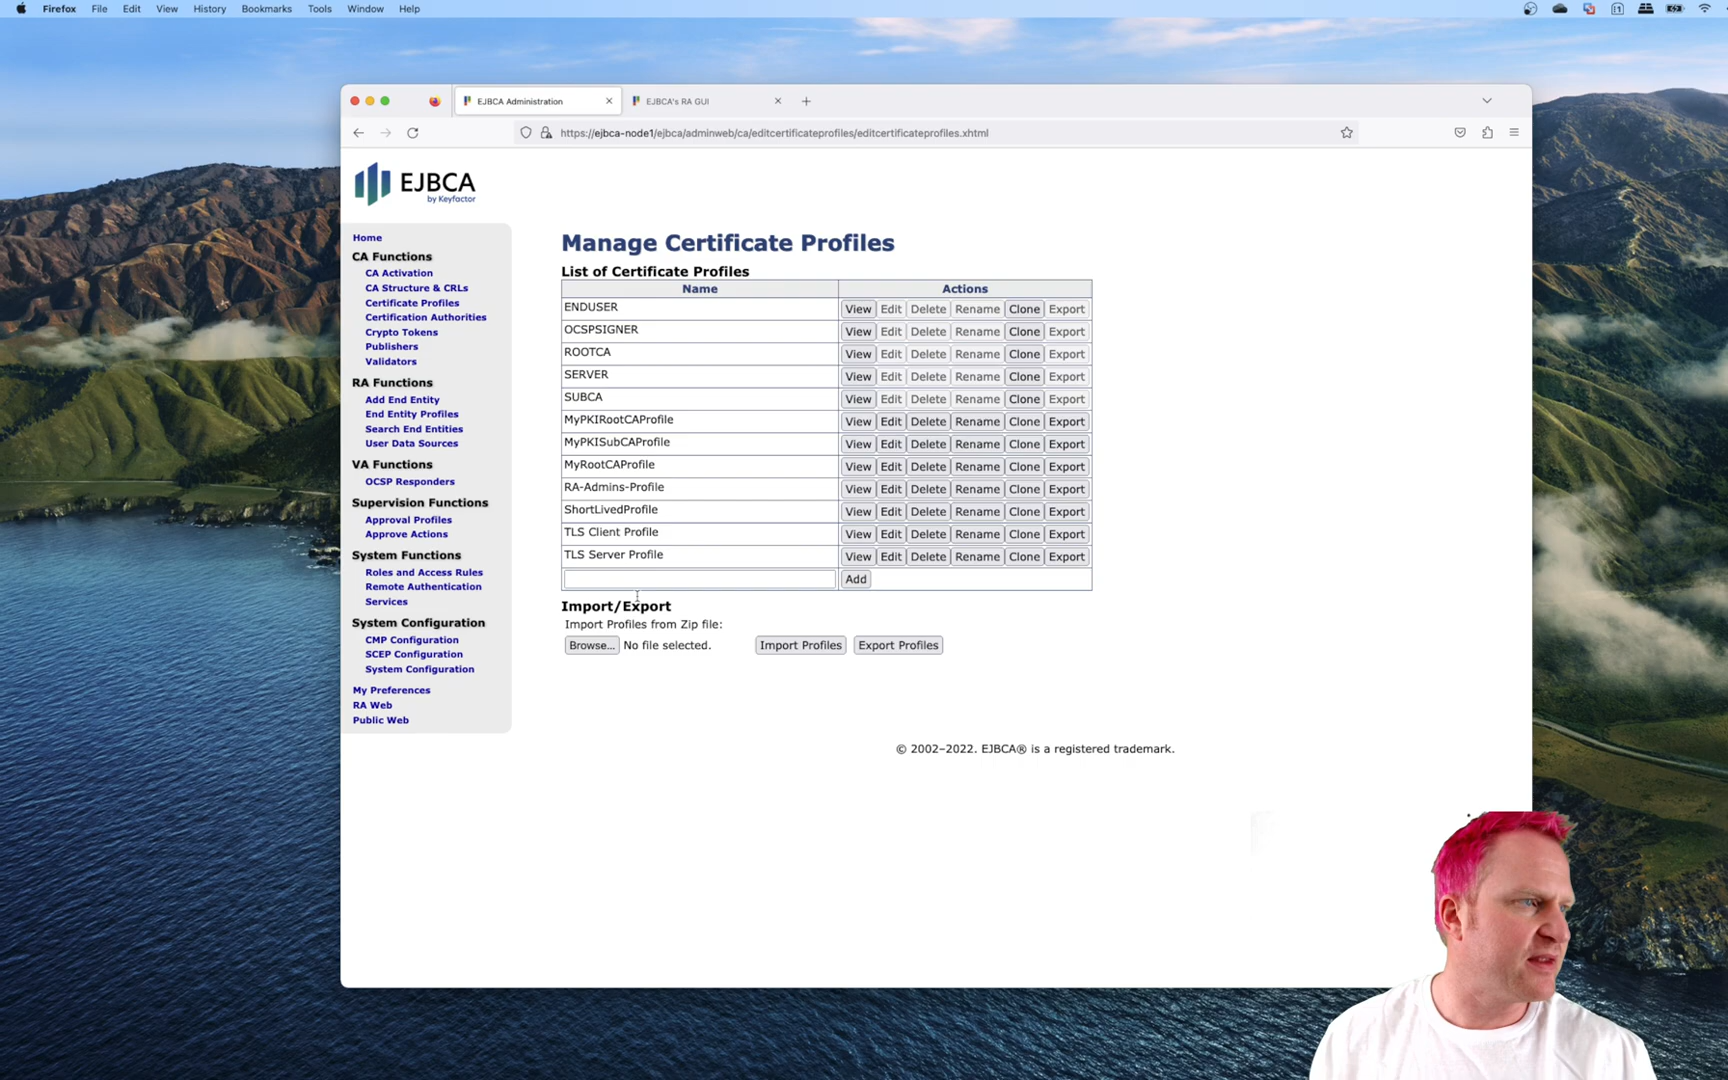 Firefox File Edit View History Bookmarks Tools Window Help
EJBCA Administration
EJBCA's RA GUI
https://ejbca-node1/ejbca/adminweb/ca/editcertificateprofiles/editcertificateprofiles.xhtml
EJBCA
by Keyfactor
Home
CA Functions
CA Activation
CA Structure & CRLs
Certificate Profiles
Certification Authorities
Crypto Tokens
Publishers
Validators
RA Functions
Add End Entity
End Entity Profiles
Search End Entities
User Data Sources
VA Functions
OCSP Responders
Supervision Functions
Approval Profiles
Approve Actions
System Functions
Roles and Access Rules
Remote Authentication
Services
System Configuration
CMP Configuration
SCEP Configuration
System Configuration
My Preferences
RA Web
Public Web
Manage Certificate Profiles
List of Certificate Profiles
Name Actions
ENDUSER View Edit Delete Rename Clone Export
OCSPSIGNER View Edit Delete Rename Clone Export
ROOTCA View Edit Delete Rename Clone Export
SERVER View Edit Delete Rename Clone Export
SUBCA View Edit Delete Rename Clone Export
MyPKIRootCAProfile View Edit Delete Rename Clone Export
MyPKISubCAProfile View Edit Delete Rename Clone Export
MyRootCAProfile View Edit Delete Rename Clone Export
RA-Admins-Profile View Edit Delete Rename Clone Export
ShortLivedProfile View Edit Delete Rename Clone Export
TLS Client Profile View Edit Delete Rename Clone Export
TLS Server Profile View Edit Delete Rename Clone Export
Add
Import/Export
Import Profiles from Zip file:
Browse... No file selected. Import Profiles Export Profiles
© 2002–2022. EJBCA® is a registered trademark.